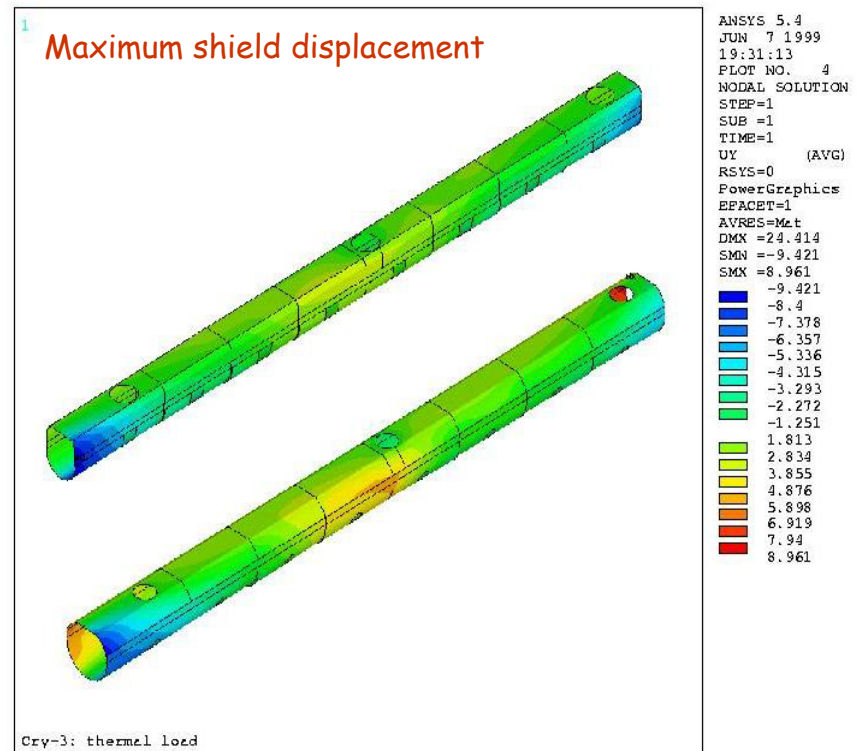 1
Maximum shield displacement
ANSYS 5.4
JUN 7 1999
19:31:13
PLOT NO. 4
NODAL SOLUTION
STEP=1
SUB =1
TIME=1
UY (AVG)
RSYS=0
PowerGraphics
EFACET=1
AVRES=Mat
DMX =24.414
SMN =-9.421
SMX =8.961
-9.421
-8.4
-7.378
-6.357
-5.336
-4.315
-3.293
-2.272
-1.251
1.813
2.834
3.855
4.876
5.898
6.919
7.94
8.961
Cry-3: thermal load